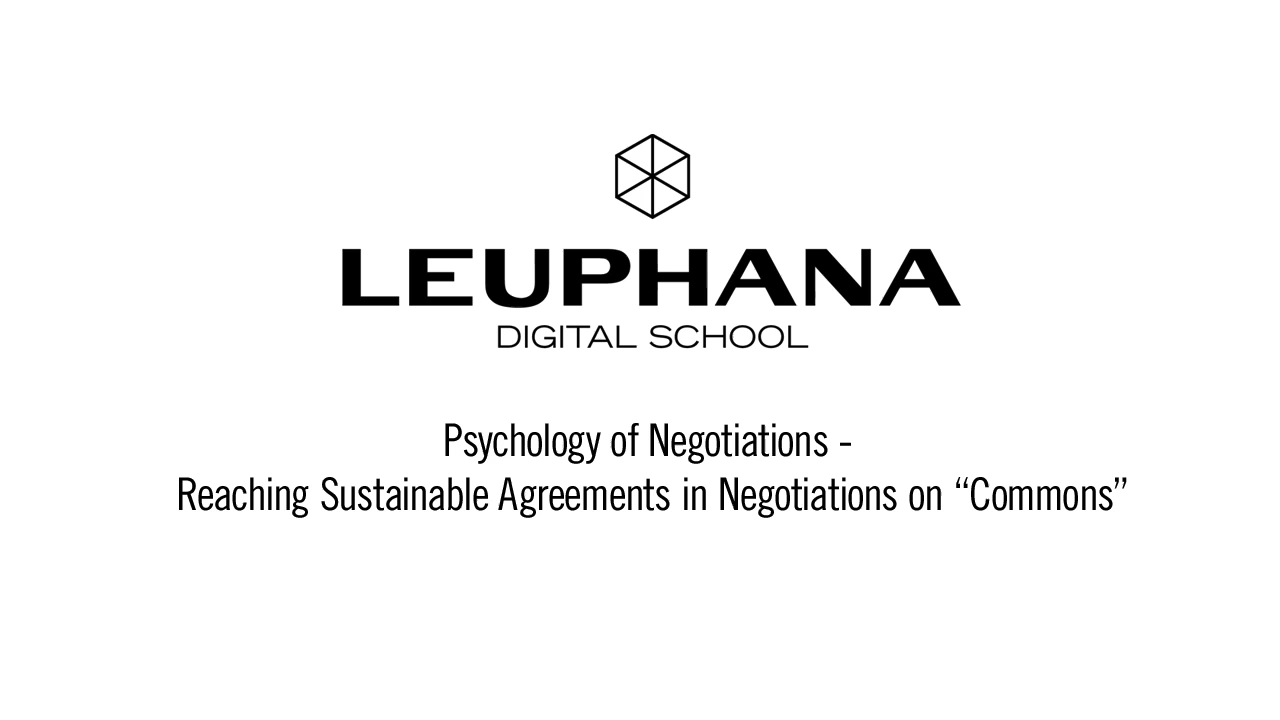 LEUPHANA
DIGITAL SCHOOL
Psychology of Negotiations -
Reaching Sustainable Agreements in Negotiations on “Commons”